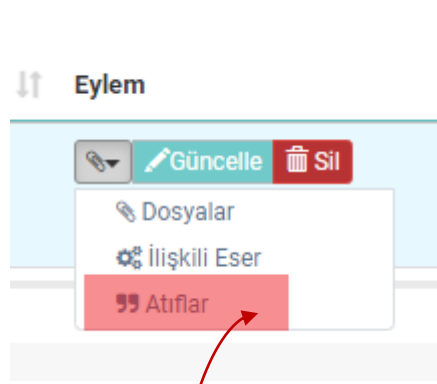 Eylem
Güncelle Sil
Dosyalar
İlişkili Eser
Atıflar